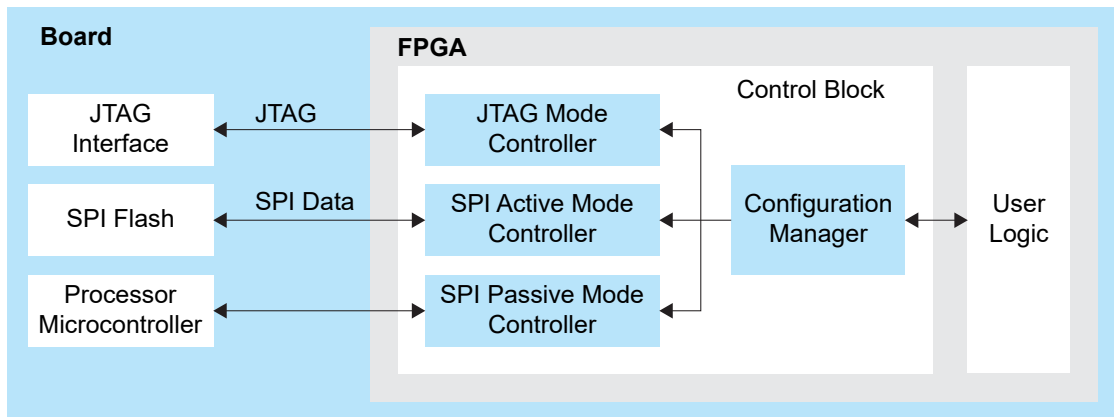 Board
FPGA
Control Block
JTAG
Interface
JTAG
JTAG Mode
Controller
SPI Flash
SPI Data
SPI Active Mode
Controller
Configuration
Manager
User
Logic
Processor
Microcontroller
SPI Passive Mode
Controller